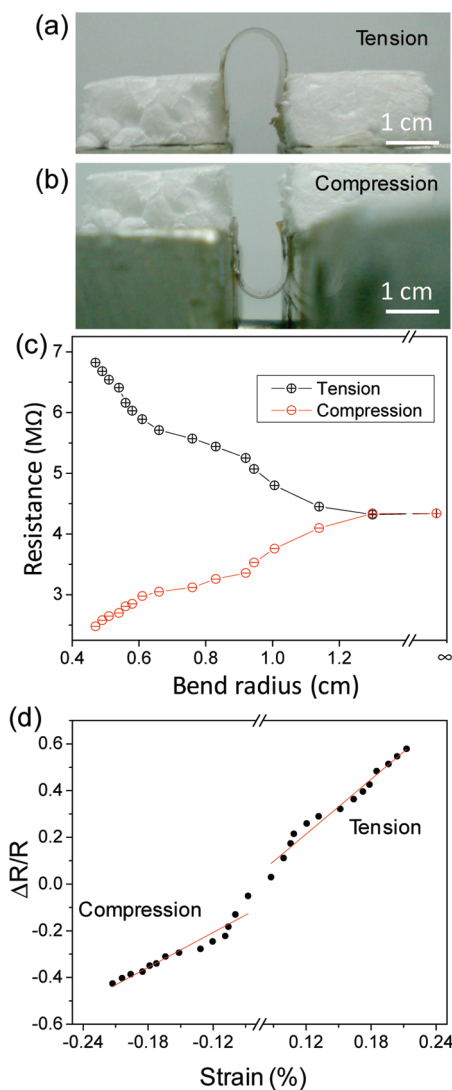 (a)
Tension
1 cm
(b)
Compression
1 cm
(c)
7
6
5
4
3
Resistance (MΩ)
Tension
Compression
0.4 0.6 0.8 1.0 1.2 ∞
Bend radius (cm)
(d)
0.6
0.4
0.2
0.0
-0.2
-0.4
-0.6
ΔR/R
Tension
Compression
-0.24 -0.18 -0.12 0.12 0.18 0.24
Strain (%)